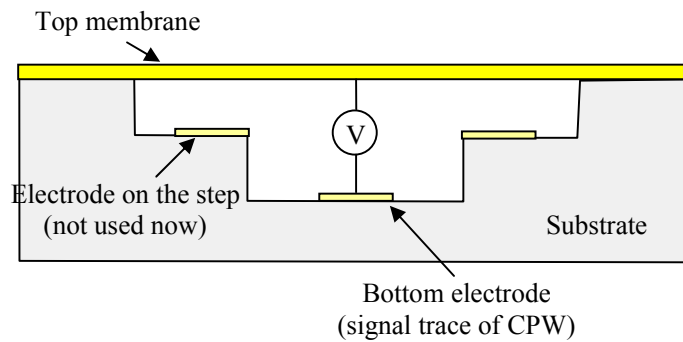 Top membrane
V
Electrode on the step
(not used now)
Substrate
Bottom electrode
(signal trace of CPW)